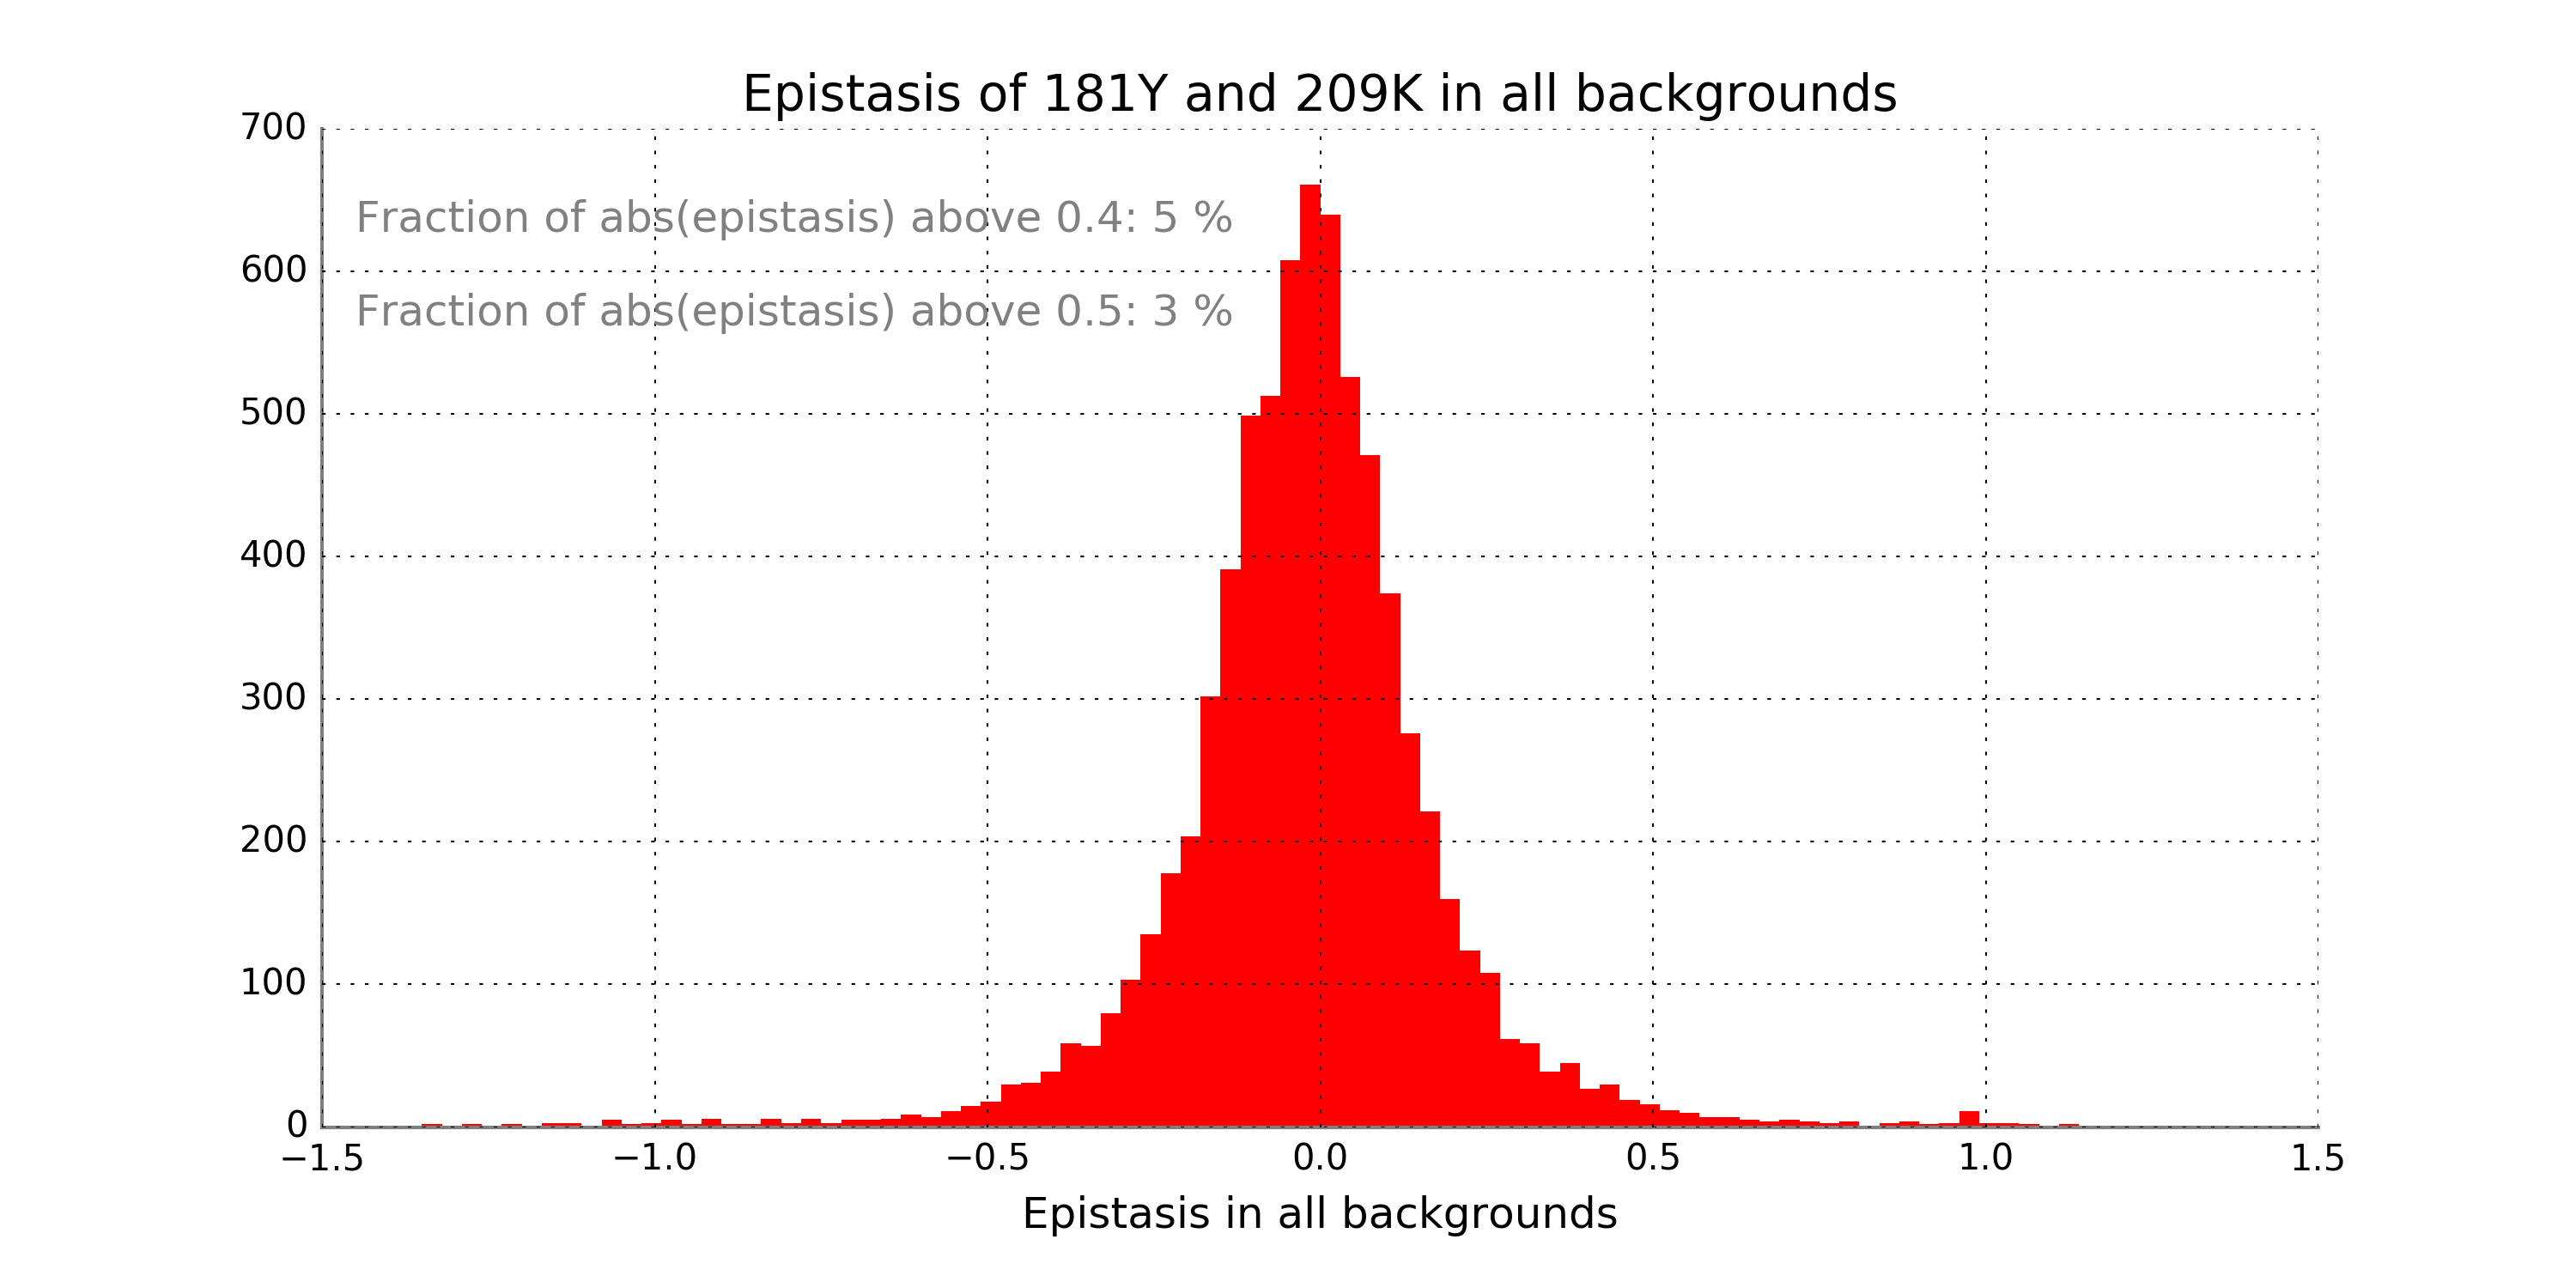 Epistasis of 181Y and 209K in all backgrounds
700
Fraction of abs(epistasis) above 0.4: 5 %
600
Fraction of abs(epistasis) above 0.5: 3 %
500
400
300
200
100
0
−1.5 −1.0 −0.5 0.0 0.5 1.0 1.5
Epistasis in all backgrounds